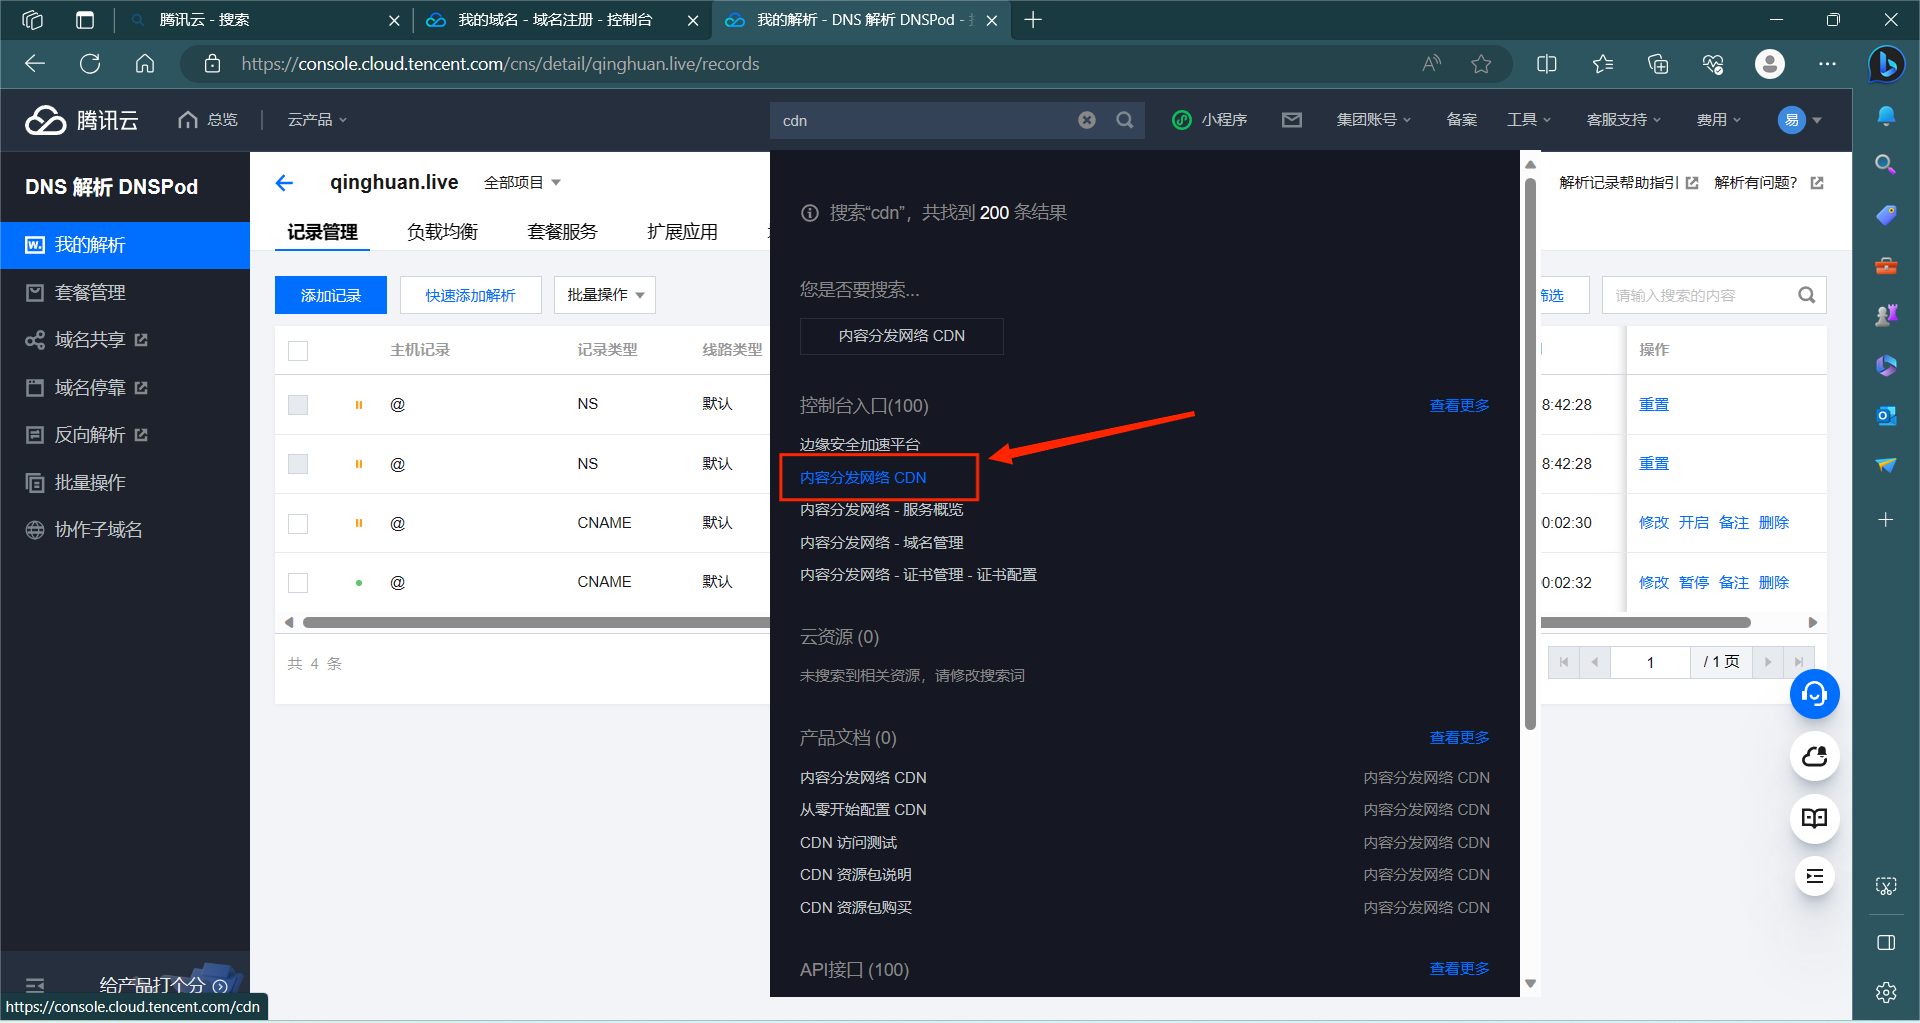 腾讯云 - 搜索
我的域名 - 域名注册 - 控制台
我的解析 - DNS 解析 DNSPod -
https://console.cloud.tencent.com/cns/detail/qinghuan.live/records
腾讯云
总览
云产品
cdn
小程序
集团账号
备案
工具
客服支持
费用
易
DNS 解析 DNSPod
我的解析
套餐管理
域名共享
域名停靠
反向解析
批量操作
协作子域名
给产品打个分
https://console.cloud.tencent.com/cdn
qinghuan.live 全部项目
解析记录帮助指引 解析有问题?
记录管理 负载均衡 套餐服务 扩展应用
添加记录 快速添加解析 批量操作
筛选 请输入搜索的内容
主机记录 记录类型 线路类型 操作
@ NS 默认 8:42:28 重置
@ NS 默认 8:42:28 重置
@ CNAME 默认 0:02:30 修改 开启 备注 删除
@ CNAME 默认 0:02:32 修改 暂停 备注 删除
共 4 条
1 / 1 页
搜索“cdn”，共找到 200 条结果
您是否要搜索...
内容分发网络 CDN
控制台入口(100) 查看更多
边缘安全加速平台
内容分发网络 CDN
内容分发网络 - 服务概览
内容分发网络 - 域名管理
内容分发网络 - 证书管理 - 证书配置
云资源 (0)
未搜索到相关资源，请修改搜索词
产品文档 (0) 查看更多
内容分发网络 CDN 内容分发网络 CDN
从零开始配置 CDN 内容分发网络 CDN
CDN 访问测试 内容分发网络 CDN
CDN 资源包说明 内容分发网络 CDN
CDN 资源包购买 内容分发网络 CDN
API接口 (100) 查看更多